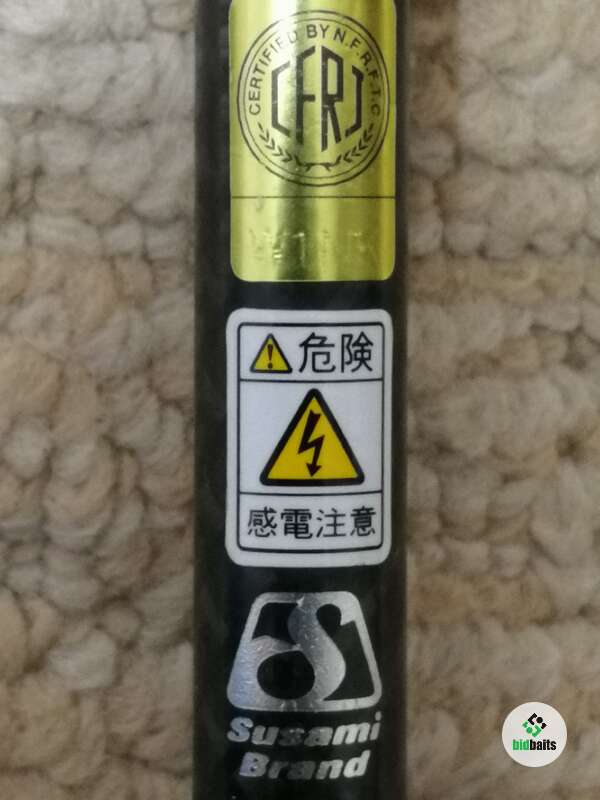 CERTIFIED BY N.F.R.F.T.C
CFRJ
危険
感電注意
Susami
Brand
bidbaits